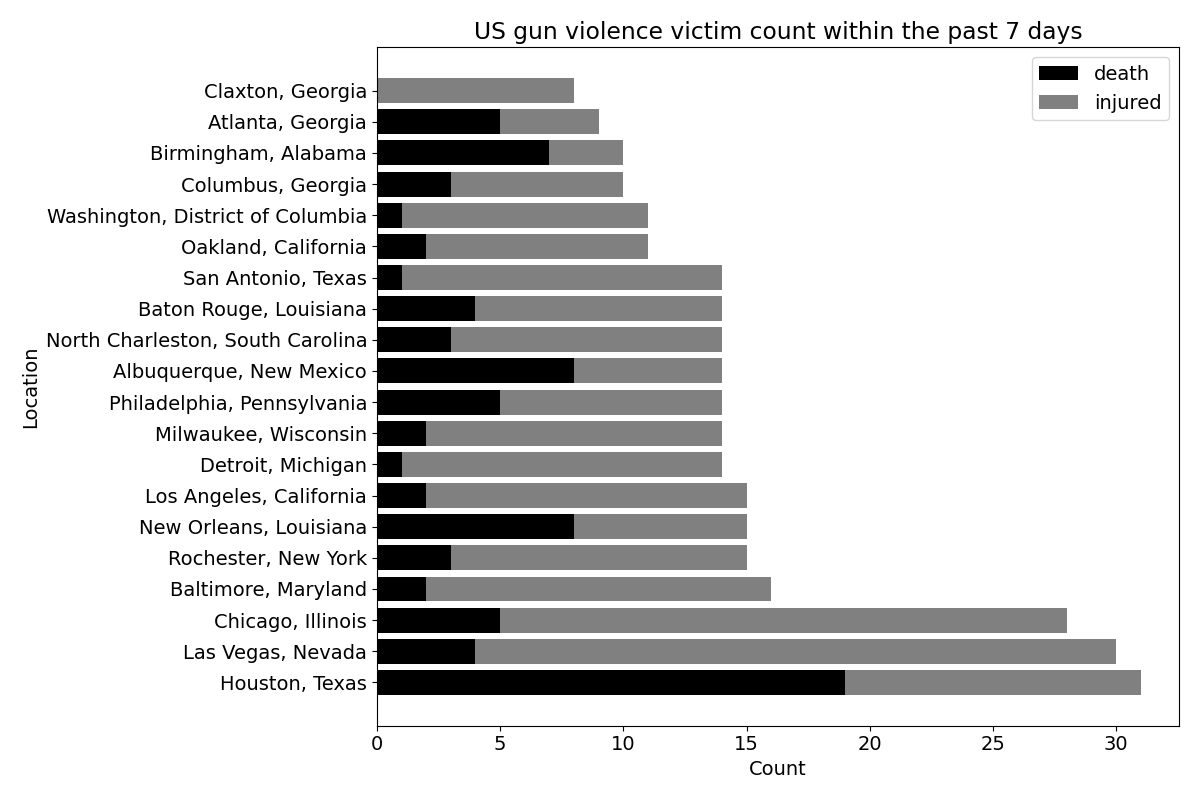 US gun violence victim count within the past 7 days
death
injured
Claxton, Georgia
Atlanta, Georgia
Birmingham, Alabama
Columbus, Georgia
Washington, District of Columbia
Oakland, California
San Antonio, Texas
Baton Rouge, Louisiana
North Charleston, South Carolina
Albuquerque, New Mexico
Philadelphia, Pennsylvania
Milwaukee, Wisconsin
Detroit, Michigan
Los Angeles, California
New Orleans, Louisiana
Rochester, New York
Baltimore, Maryland
Chicago, Illinois
Las Vegas, Nevada
Houston, Texas
Location
0 5 10 15 20 25 30
Count